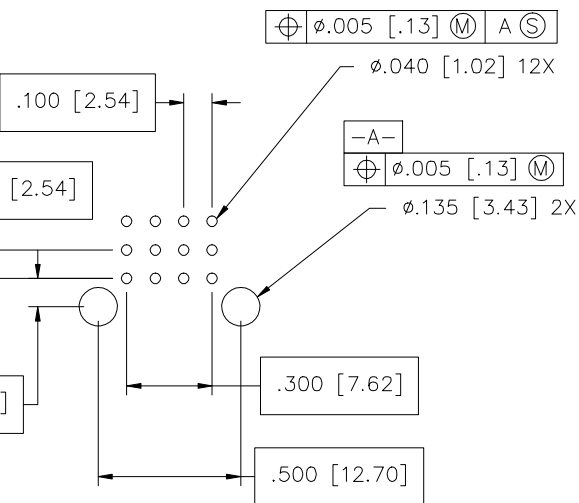 ⌖ ⌀.005 [.13] Ⓜ A Ⓢ
⌀.040 [1.02] 12X
.100 [2.54]
-A-
⌖ ⌀.005 [.13] Ⓜ
[2.54]
⌀.135 [3.43] 2X
.300 [7.62]
]
.500 [12.70]